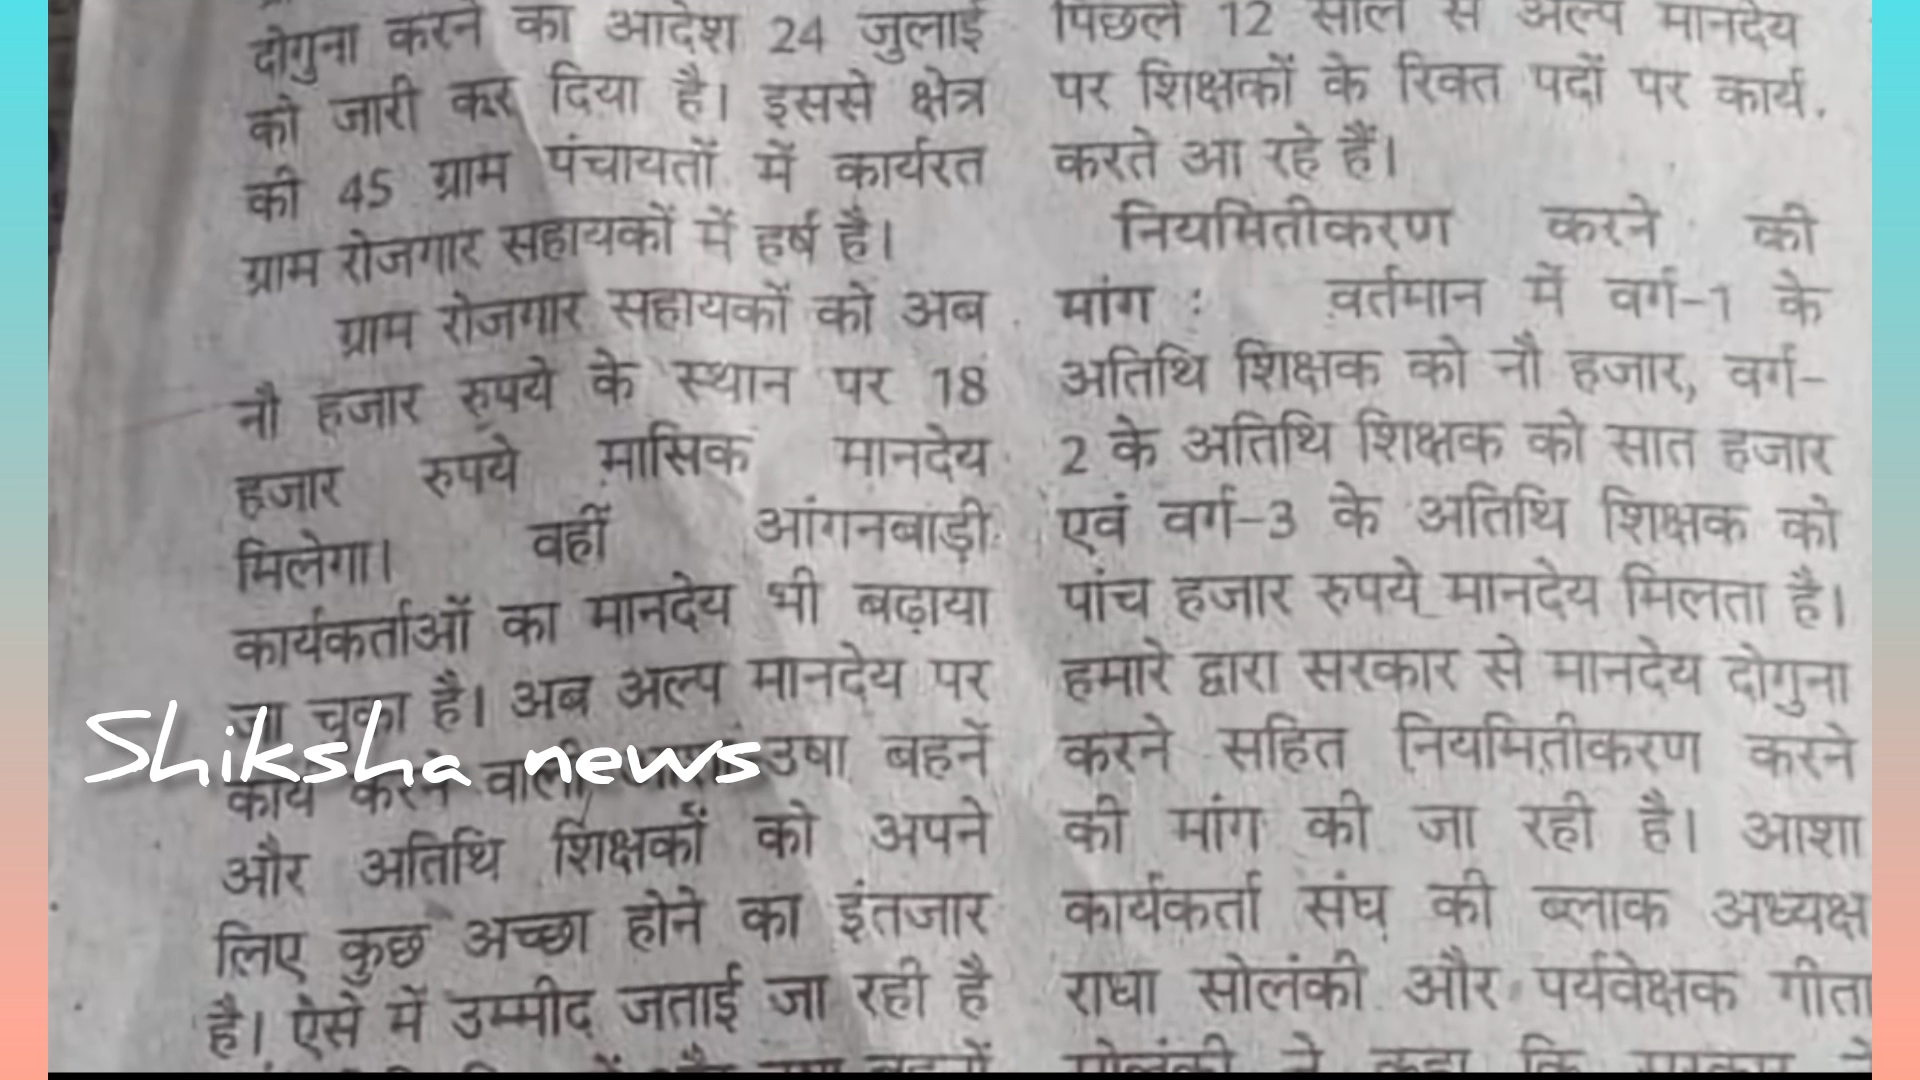 दोगुना करने का आदेश 24 जुलाई
को जारी कर दिया है। इससे क्षेत्र
की 45 ग्राम पंचायतों में कार्यरत
ग्राम रोजगार सहायकों में हर्ष है।
ग्राम रोजगार सहायकों को अब
नौ हजार रुपये के स्थान पर 18
हजार रुपये मासिक मानदेय
मिलेगा। वहीं आंगनबाड़ी
कार्यकर्ताओं का मानदेय भी बढ़ाया
जा चुका है। अब अल्प मानदेय पर
कार्य करने वाली उषा बहनें
और अतिथि शिक्षकों को अपने
लिए कुछ अच्छा होने का इंतजार
है। ऐसे में उम्मीद जताई जा रही है
पिछले 12 साल से अल्प मानदेय
पर शिक्षकों के रिक्त पदों पर कार्य
करते आ रहे हैं।
नियमितीकरण करने की
मांग : वर्तमान में वर्ग-1 के
अतिथि शिक्षक को नौ हजार, वर्ग-
2 के अतिथि शिक्षक को सात हजार
एवं वर्ग-3 के अतिथि शिक्षक को
पांच हजार रुपये मानदेय मिलता है।
हमारे द्वारा सरकार से मानदेय दोगुना
करने सहित नियमितीकरण करने
की मांग की जा रही है। आशा
कार्यकर्ता संघ की ब्लाक अध्यक्ष
राधा सोलंकी और पर्यवेक्षक गीता
सोलंकी ने कहा कि सरकार ने
Shiksha news